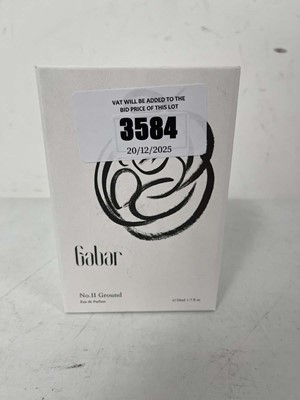 VAT WILL BE ADDED TO THE
BID PRICE OF THIS LOT
3584
20/12/2025
Gabar
No.II Ground
Eau de Parfum